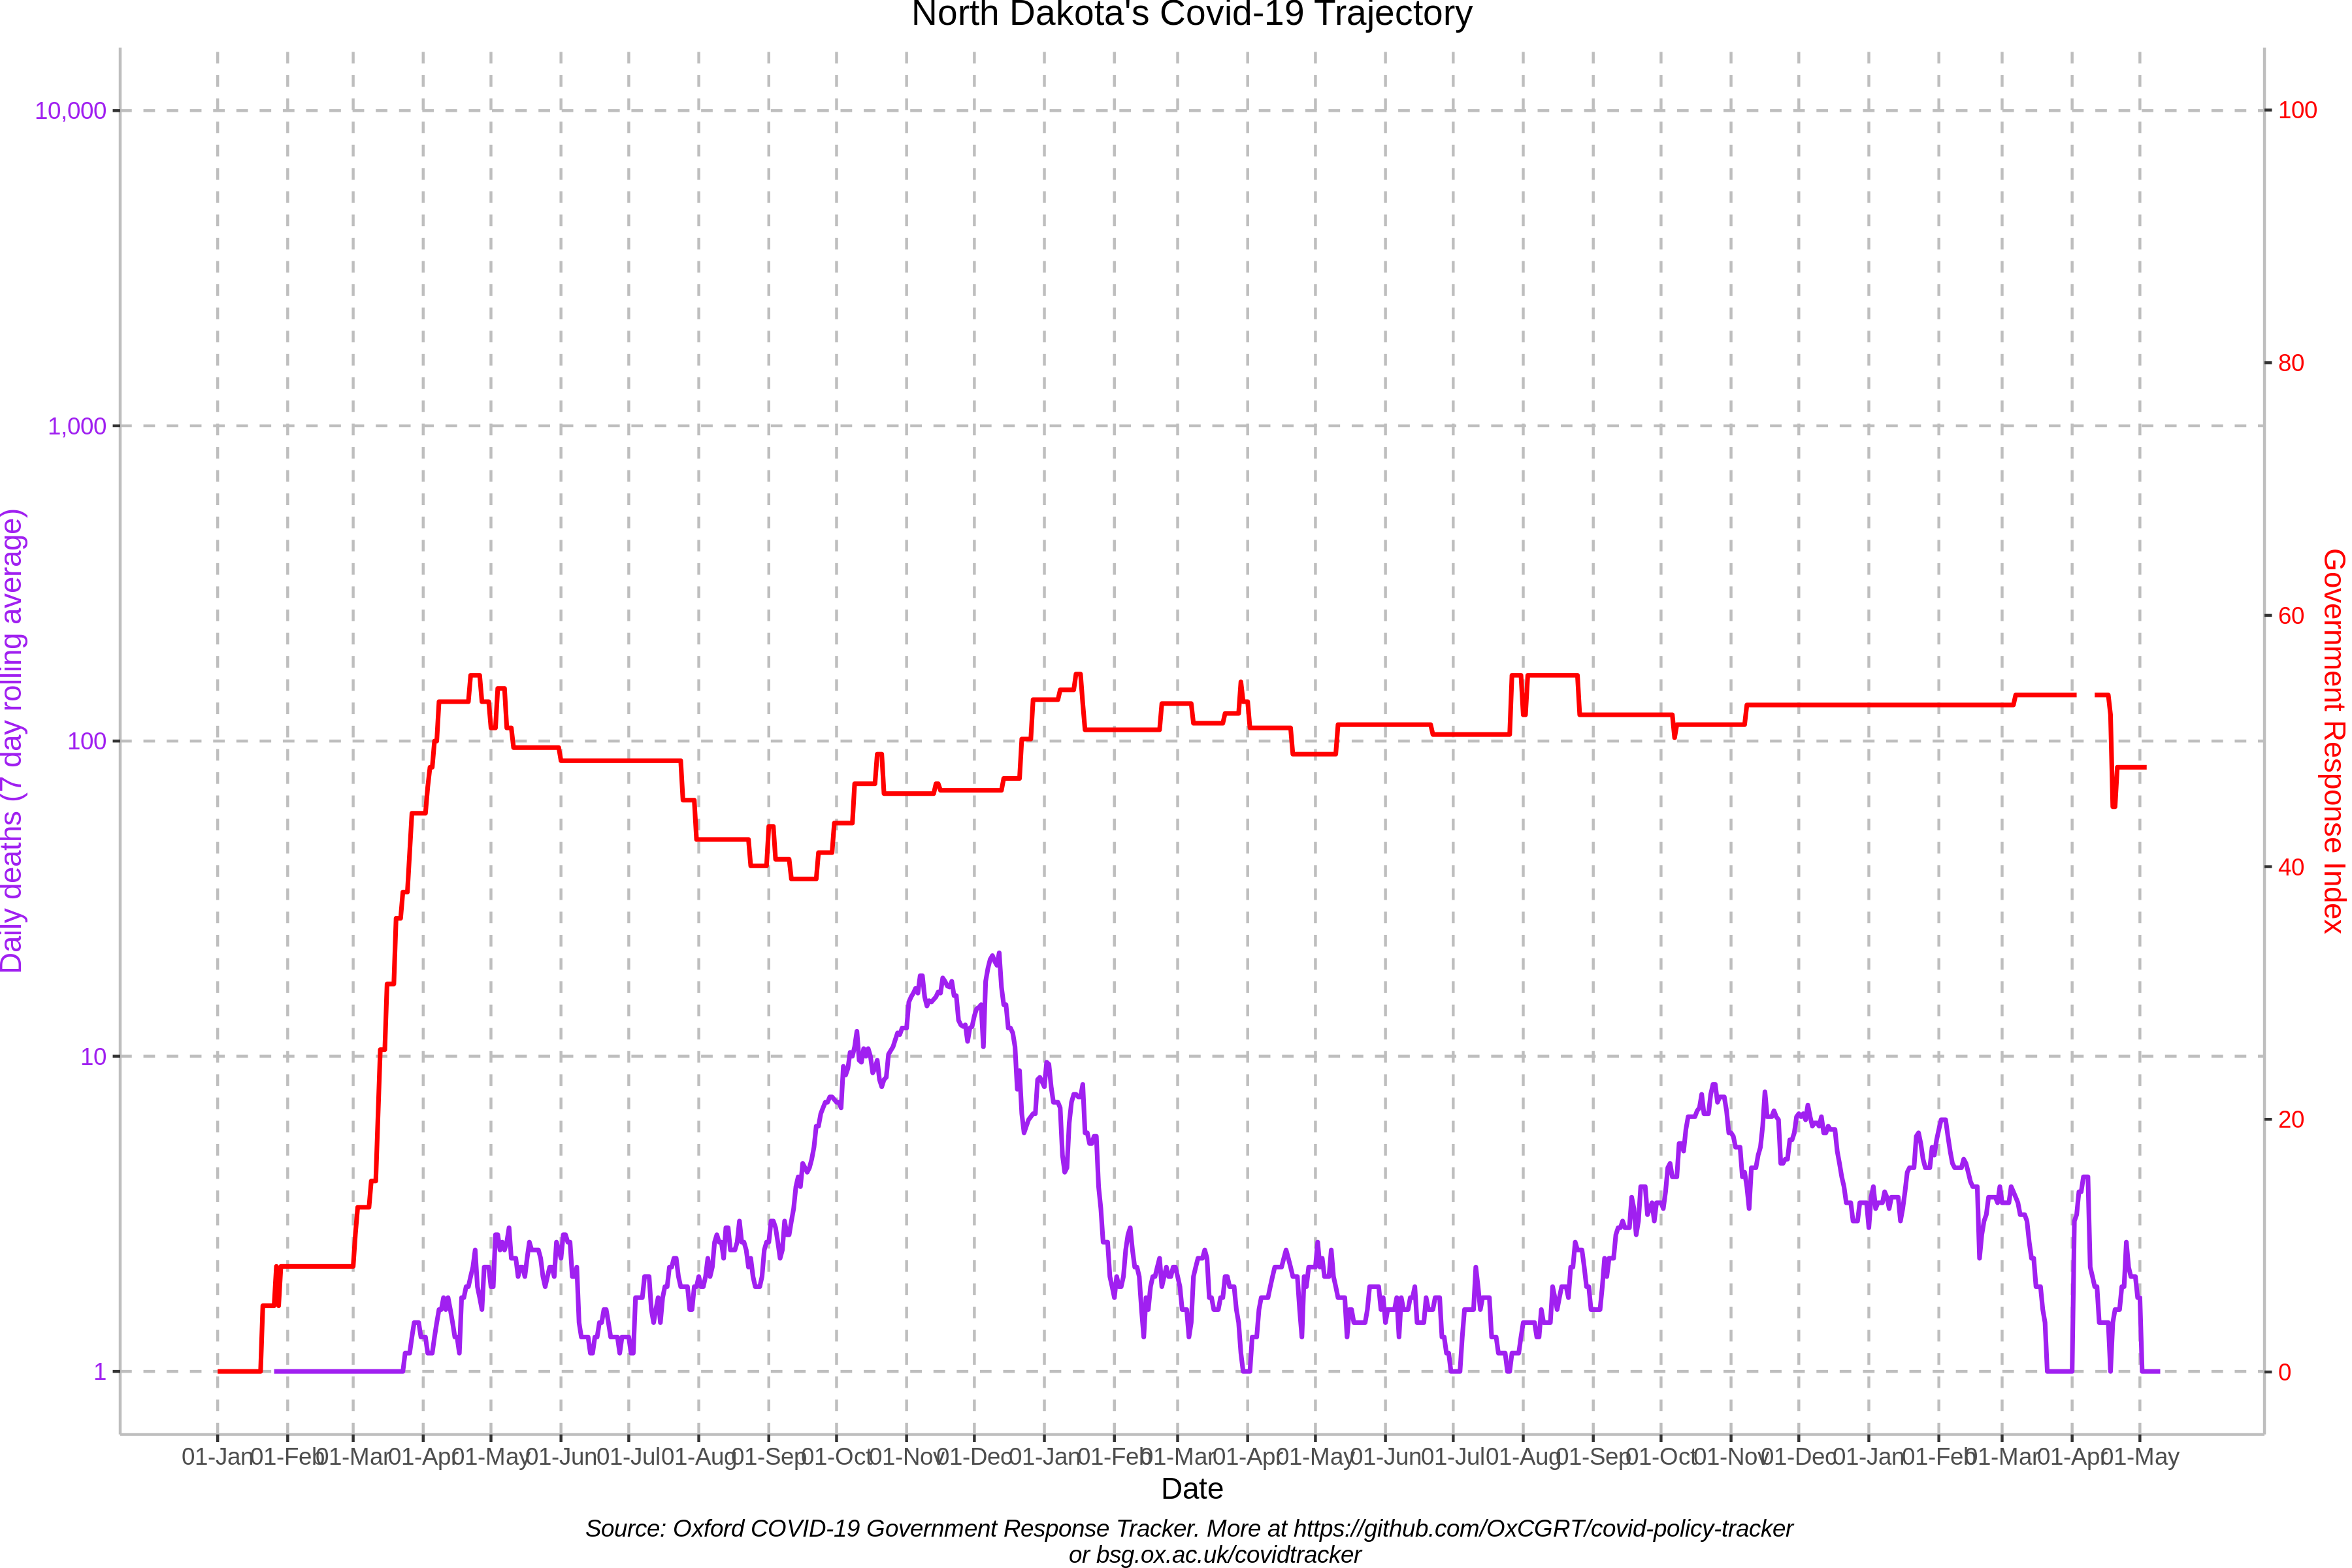 North Dakota's Covid-19 Trajectory
10,000
1,000
100
10
1
Daily deaths (7 day rolling average)
100
80
60
40
20
0
Government Response Index
01-Jan 01-Feb 01-Mar 01-Apr 01-May 01-Jun 01-Jul 01-Aug 01-Sep 01-Oct 01-Nov 01-Dec 01-Jan 01-Feb 01-Mar 01-Apr 01-May 01-Jun 01-Jul 01-Aug 01-Sep 01-Oct 01-Nov 01-Dec 01-Jan 01-Feb 01-Mar 01-Apr 01-May
Date
Source: Oxford COVID-19 Government Response Tracker. More at https://github.com/OxCGRT/covid-policy-tracker
or bsg.ox.ac.uk/covidtracker